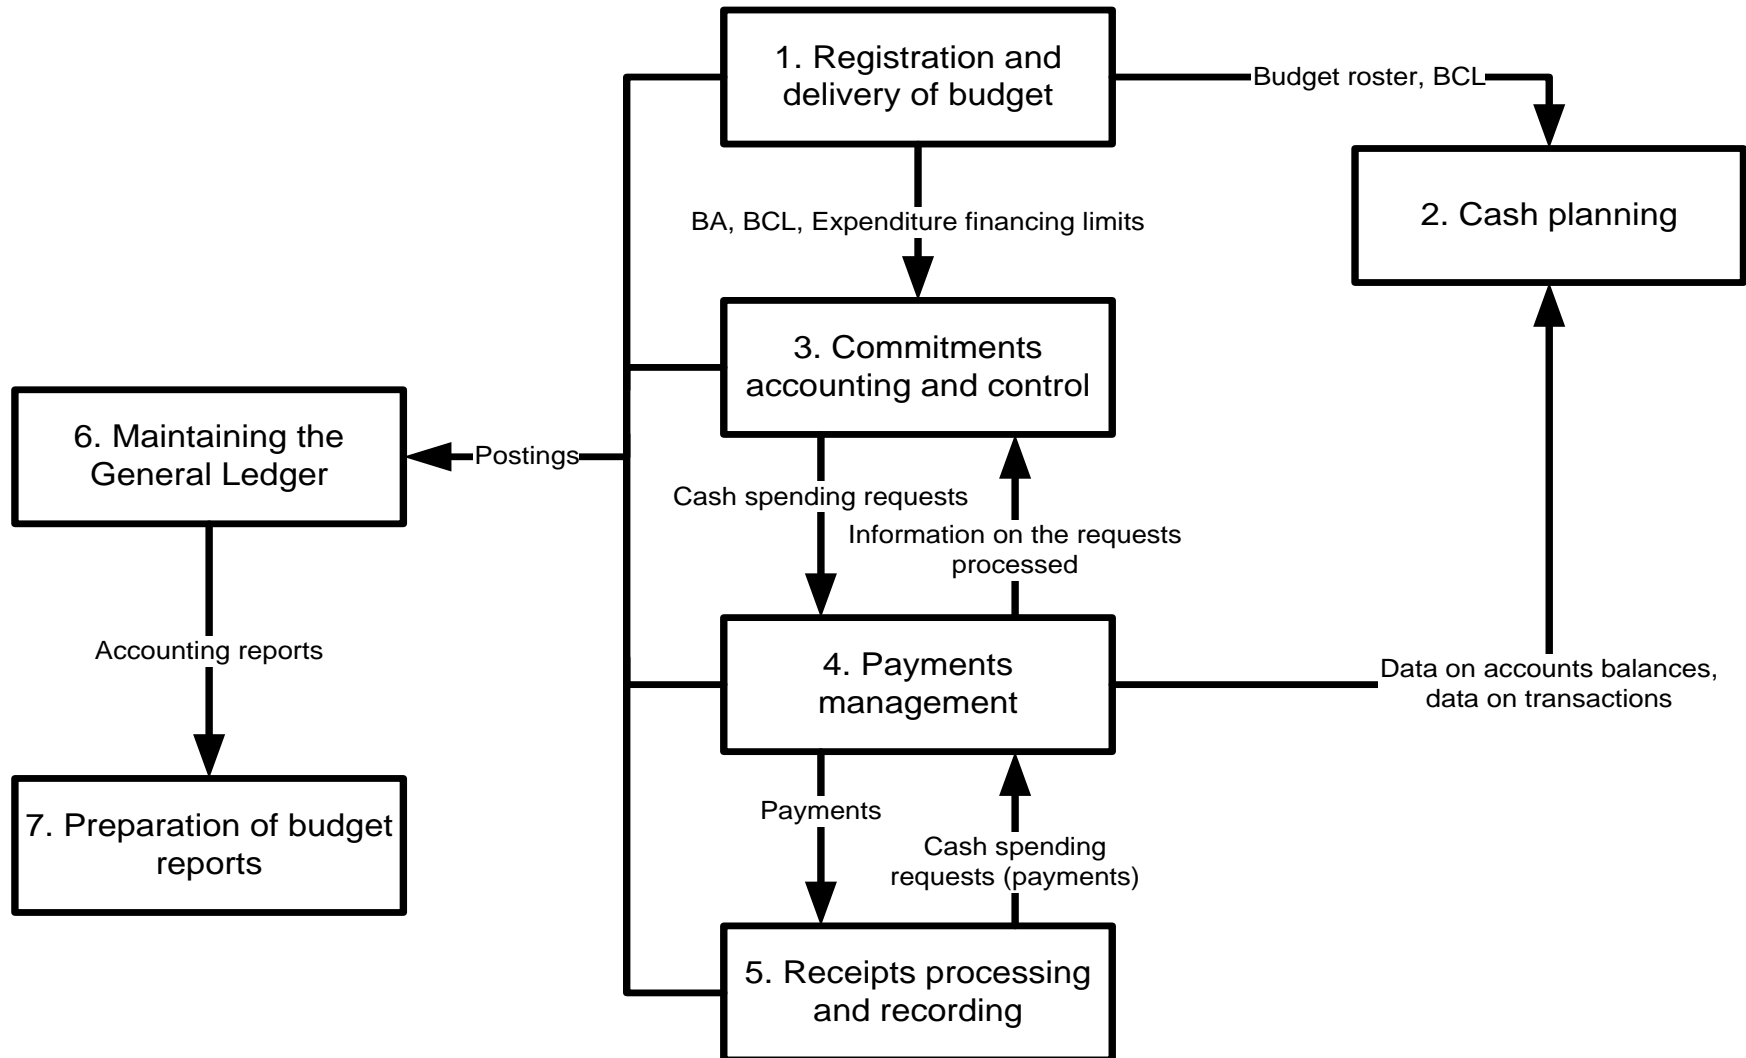 1. Registration and
delivery of budget
Budget roster, BCL
2. Cash planning
BA, BCL, Expenditure financing limits
3. Commitments
accounting and control
6. Maintaining the
General Ledger
Postings
Cash spending requests
Information on the requests
processed
Accounting reports
4. Payments
management
Data on accounts balances,
data on transactions
7. Preparation of budget
reports
Payments
Cash spending
requests (payments)
5. Receipts processing
and recording